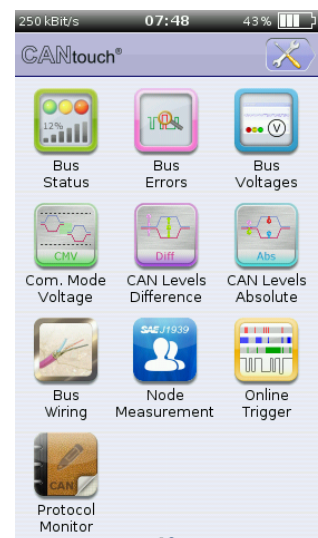 250 kBit/s 07:48 43%
CANtouch®
12%
V
Bus Status
Bus Errors
Bus Voltages
CMV
Diff
Abs
Com. Mode Voltage
CAN Levels Difference
CAN Levels Absolute
SAE J1939
Bus Wiring
Node Measurement
Online Trigger
CAN
Protocol Monitor